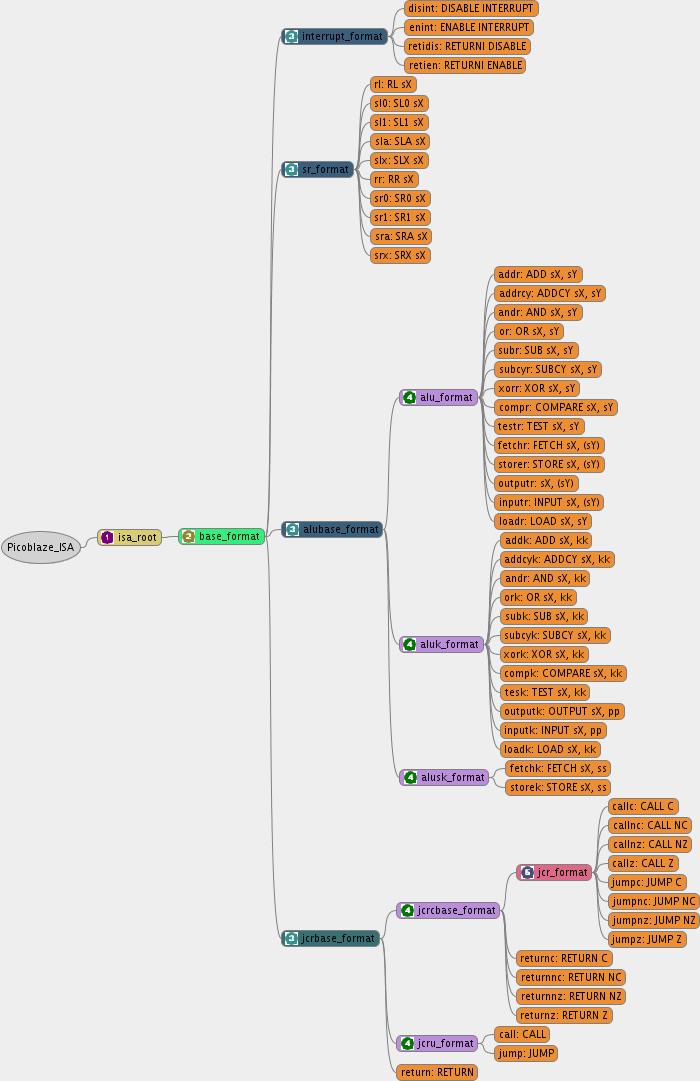 disint: DISABLE INTERRUPT
enint: ENABLE INTERRUPT
3 interrupt_format
retidis: RETURNI DISABLE
retien: RETURNI ENABLE
rl: RL sX
sl0: SL0 sX
sl1: SL1 sX
sla: SLA sX
slx: SLX sX
3 sr_format
rr: RR sX
sr0: SR0 sX
sr1: SR1 sX
sra: SRA sX
srx: SRX sX
addr: ADD sX, sY
addrcy: ADDCY sX, sY
andr: AND sX, sY
or: OR sX, sY
subr: SUB sX, sY
subcyr: SUBCY sX, sY
xorr: XOR sX, sY
4 alu_format
compr: COMPARE sX, sY
testr: TEST sX, sY
fetchr: FETCH sX, (sY)
storer: STORE sX, (sY)
outputr: sX, (sY)
inputr: INPUT sX, (sY)
loadr: LOAD sX, sY
Picoblaze_ISA
1 isa_root
2 base_format
3 alubase_format
addk: ADD sX, kk
addcyk: ADDCY sX, kk
andr: AND sX, kk
ork: OR sX, kk
subk: SUB sX, kk
subcyk: SUBCY sX, kk
4 aluk_format
xork: XOR sX, kk
compk: COMPARE sX, kk
tesk: TEST sX, kk
outputk: OUTPUT sX, pp
inputk: INPUT sX, pp
loadk: LOAD sX, kk
fetchk: FETCH sX, ss
4 alusk_format
storek: STORE sX, ss
callc: CALL C
callnc: CALL NC
callnz: CALL NZ
callz: CALL Z
5 jcr_format
jumpc: JUMP C
jumpnc: JUMP NC
jumpnz: JUMP NZ
jumpz: JUMP Z
4 jcrcbase_format
3 jcrbase_format
returnc: RETURN C
returnnc: RETURN NC
returnnz: RETURN NZ
returnz: RETURN Z
call: CALL
4 jcru_format
jump: JUMP
return: RETURN